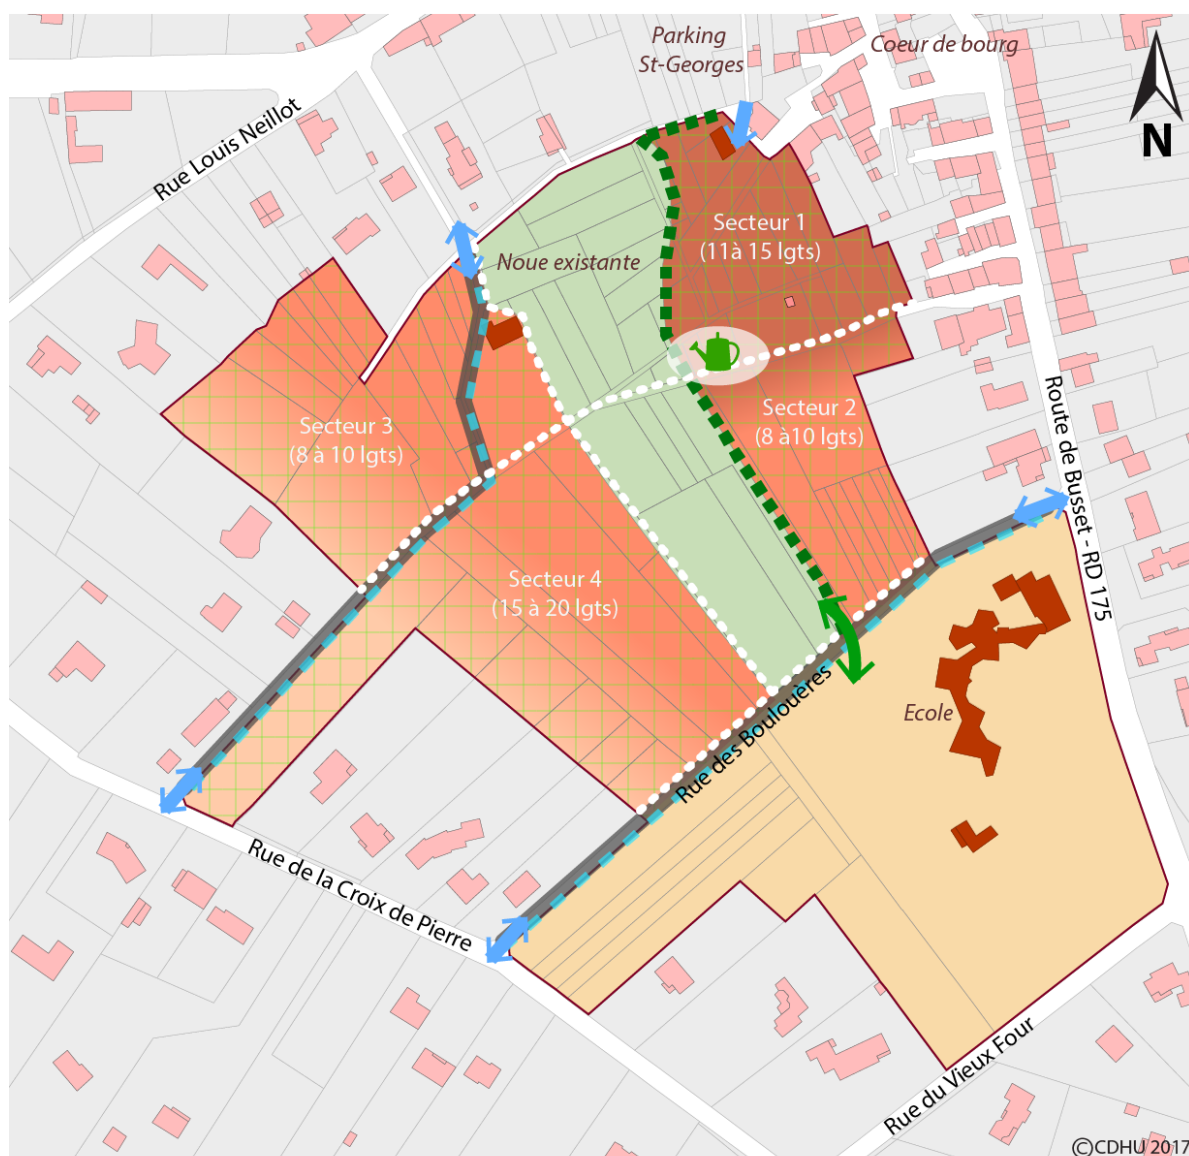 Parking
St-Georges
Coeur de bourg
N
Rue Louis Neillot
Secteur 1
(11à 15 lgts)
Noue existante
Secteur 2
(8 à10 lgts)
Secteur 3
(8 à 10 lgts)
Route de Busset - RD 175
Secteur 4
(15 à 20 lgts)
Ecole
Rue des Boulouères
Rue de la Croix de Pierre
Rue du Vieux Four
©CDHU 2017